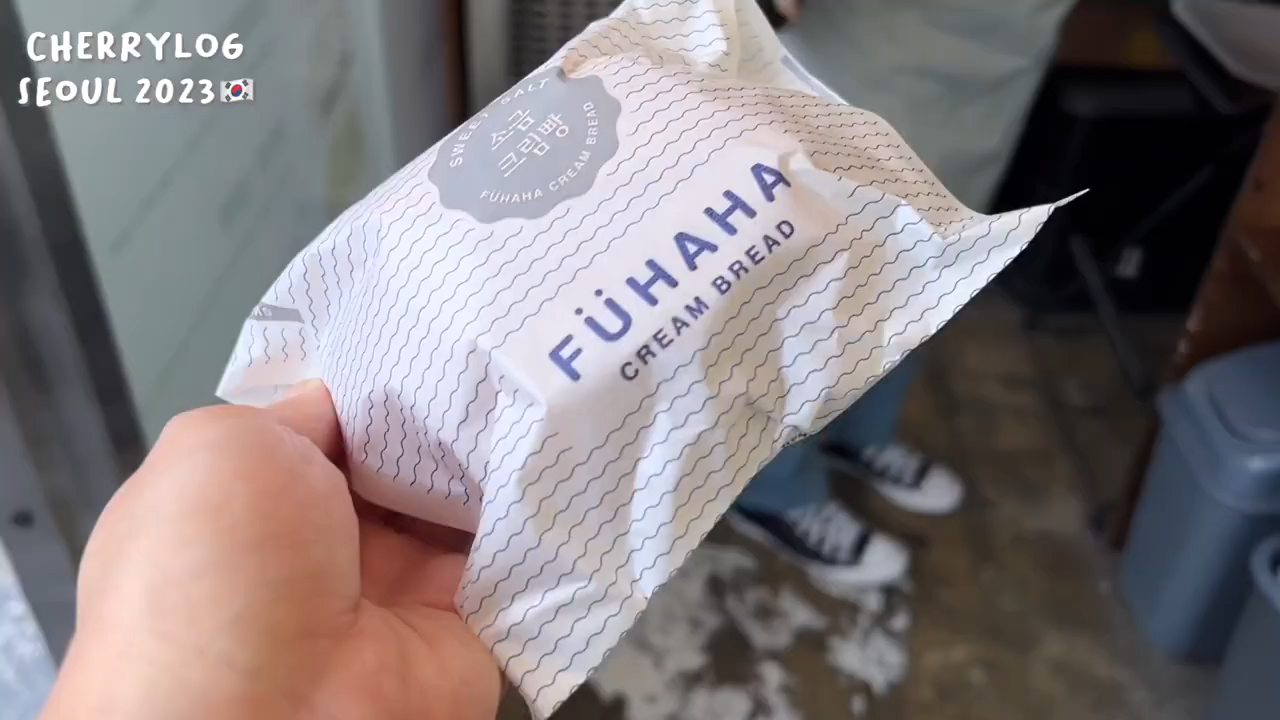 CHERRYLOG
SEOUL 2023🇰🇷
SWEET SALT
소금
크림빵
FÜHAHA CREAM BREAD
FÜHAHA
CREAM BREAD